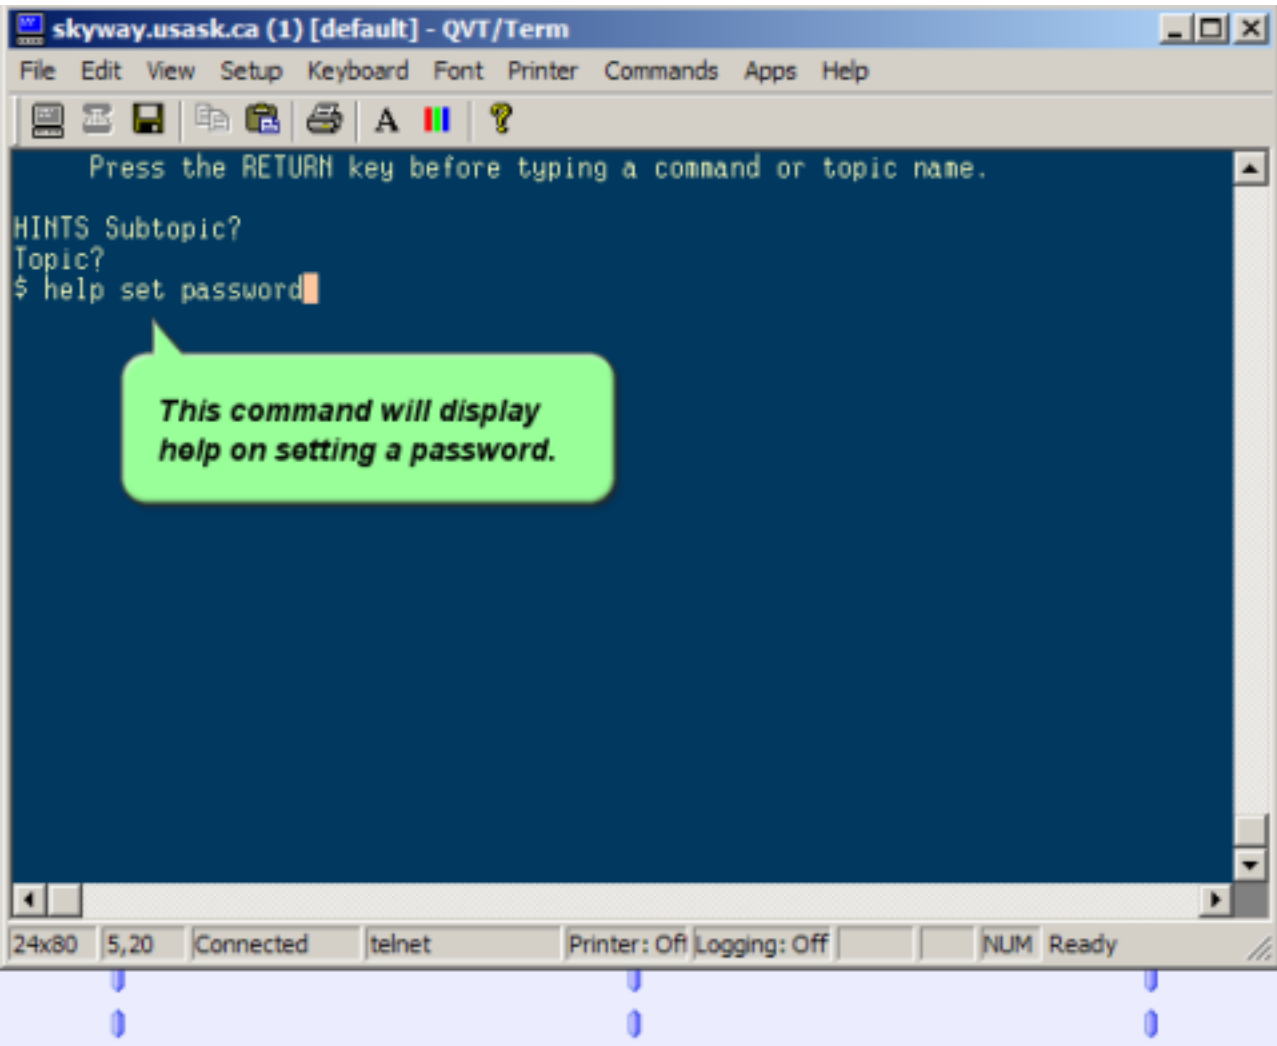 skyway.usask.ca (1) [default] - QVT/Term
File Edit View Setup Keyboard Font Printer Commands Apps Help
A
Press the RETURN key before typing a command or topic name.
HINTS Subtopic?
Topic?
$ help set password
This command will display
help on setting a password.
24x80 5,20 Connected telnet Printer: Off Logging: Off NUM Ready